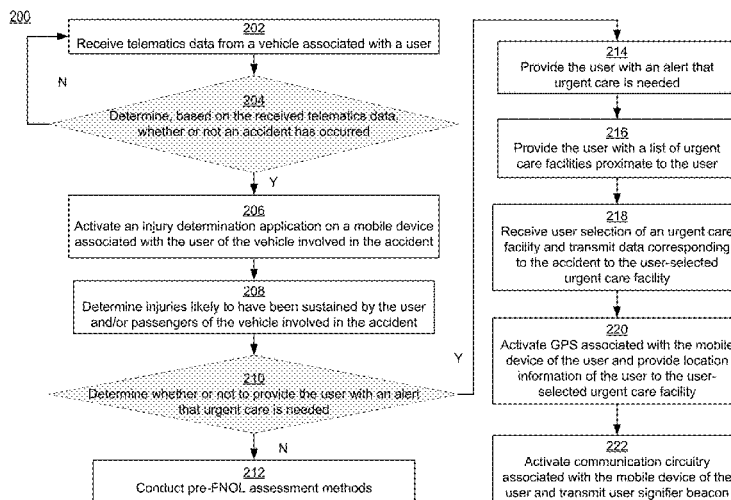 200
202
Receive telematics data from a vehicle associated with a user
N
204
Determine, based on the received telematics data,
whether or not an accident has occurred
Y
206
Activate an injury determination application on a mobile device
associated with the user of the vehicle involved in the accident
208
Determine injuries likely to have been sustained by the user
and/or passengers of the vehicle involved in the accident
210
Determine whether or not to provide the user with an alert
that urgent care is needed
Y
N
212
Conduct pre-FNOL assessment methods
214
Provide the user with an alert that
urgent care is needed
216
Provide the user with a list of urgent
care facilities proximate to the user
218
Receive user selection of an urgent care
facility and transmit data corresponding
to the accident to the user-selected
urgent care facility
220
Activate GPS associated with the mobile
device of the user and provide location
information of the user to the user-
selected urgent care facility
222
Activate communication circuitry
associated with the mobile device of the
user and transmit user signifier beacon